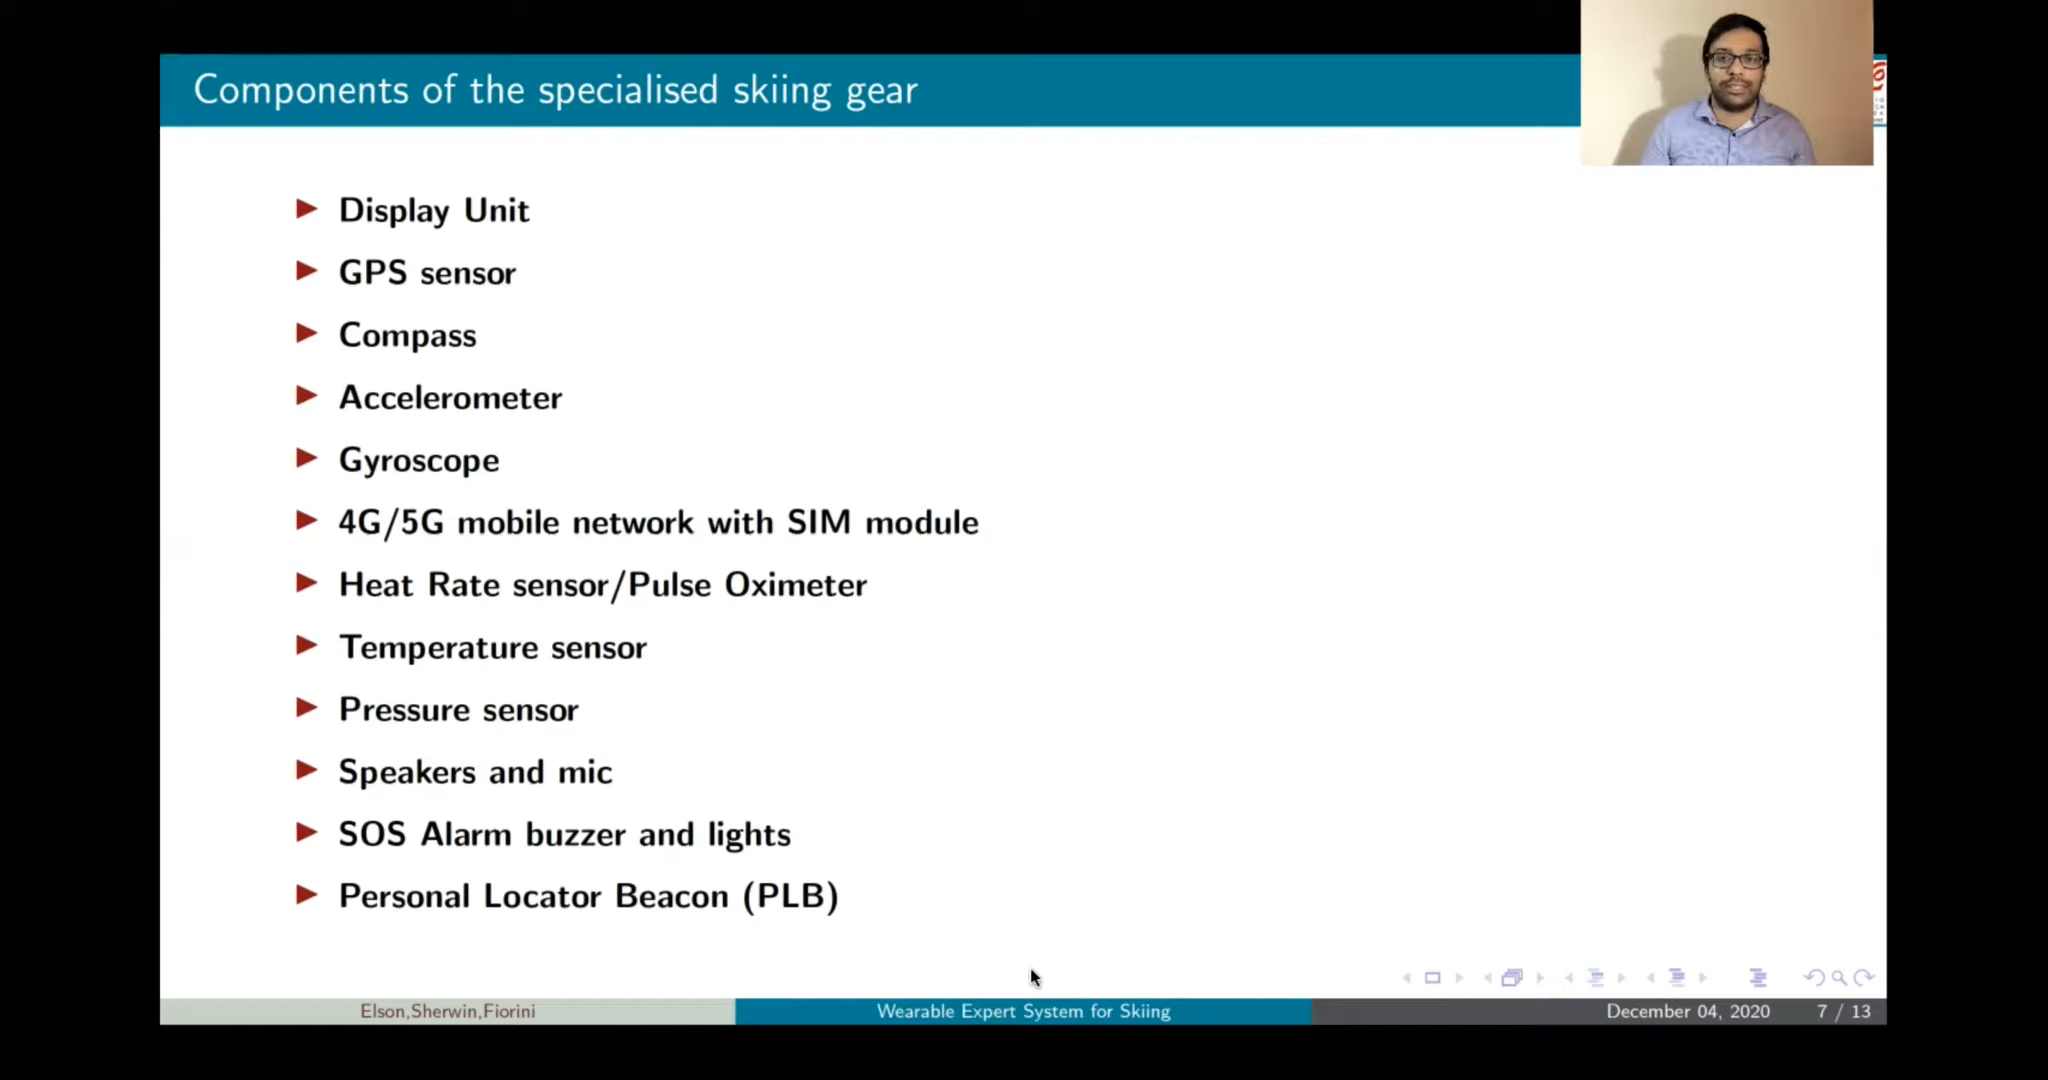 Components of the specialised skiing gear
Display Unit
GPS sensor
Compass
Accelerometer
Gyroscope
4G/5G mobile network with SIM module
Heat Rate sensor/Pulse Oximeter
Temperature sensor
Pressure sensor
Speakers and mic
SOS Alarm buzzer and lights
Personal Locator Beacon (PLB)
Elson,Sherwin,Fiorini
Wearable Expert System for Skiing
December 04, 2020
7 / 13